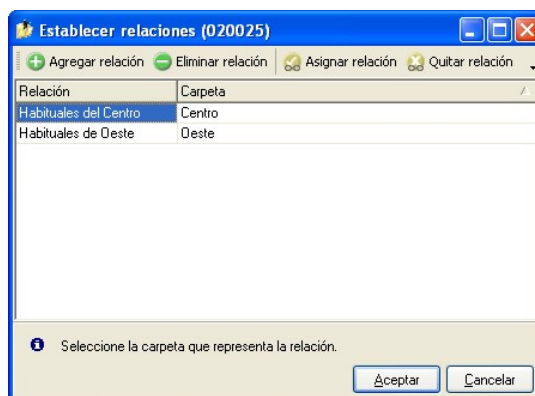 Establecer relaciones (020025)
Agregar relación Eliminar relación Asignar relación Quitar relación
Relación Carpeta
Habituales del Centro Centro
Habituales de Oeste Oeste
Seleccione la carpeta que representa la relación.
Aceptar Cancelar